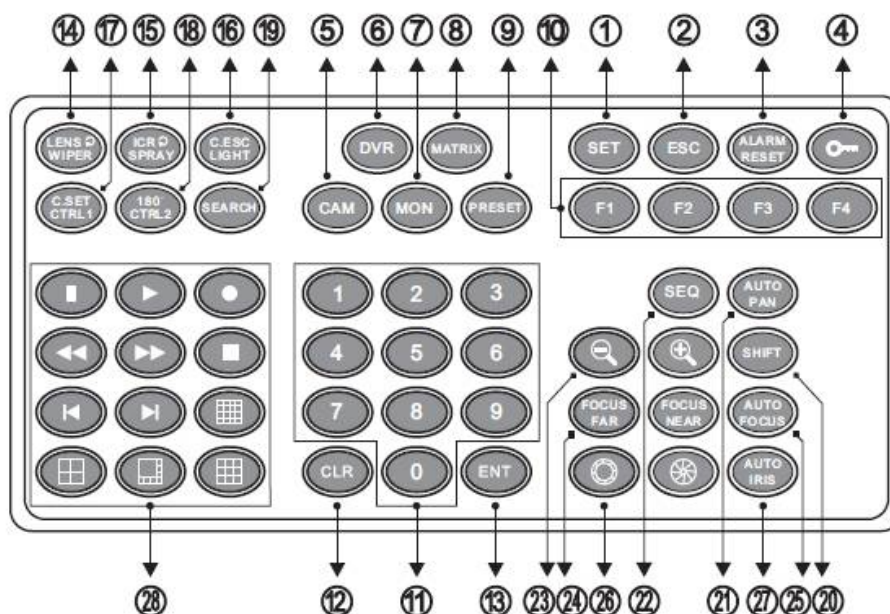 ⑭ ⑰ ⑮ ⑱ ⑯ ⑲ ⑤ ⑥ ⑦ ⑧ ⑨ ⑩ ① ② ③ ④
LENS WIPER
ICR SPRAY
C.ESC LIGHT
DVR
MATRIX
SET
ESC
ALARM RESET
C.SET CTRL1
180° CTRL2
SEARCH
CAM
MON
PRESET
F1
F2
F3
F4
1 2 3
SEQ
AUTO PAN
4 5 6
SHIFT
7 8 9
FOCUS FAR
FOCUS NEAR
AUTO FOCUS
CLR
0
ENT
AUTO IRIS
㉘ ⑫ ⑪ ⑬ ㉓ ㉔ ㉖ ㉒ ㉑ ㉗ ㉕ ⑳